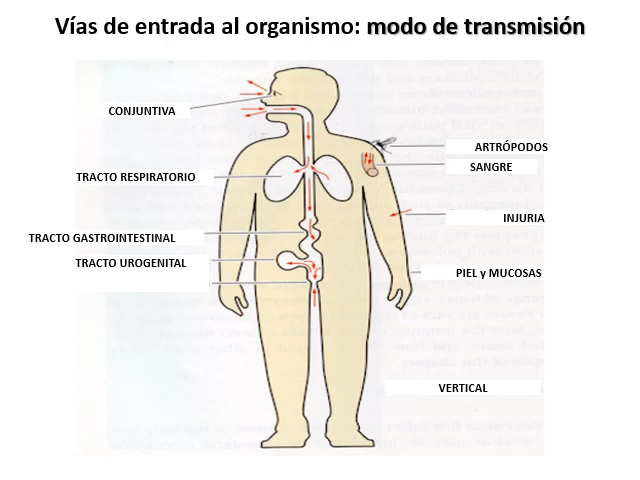 Vías de entrada al organismo: modo de transmisión
CONJUNTIVA
ARTRÓPODOS
SANGRE
TRACTO RESPIRATORIO
INJURIA
TRACTO GASTROINTESTINAL
TRACTO UROGENITAL
PIEL y MUCOSAS
VERTICAL